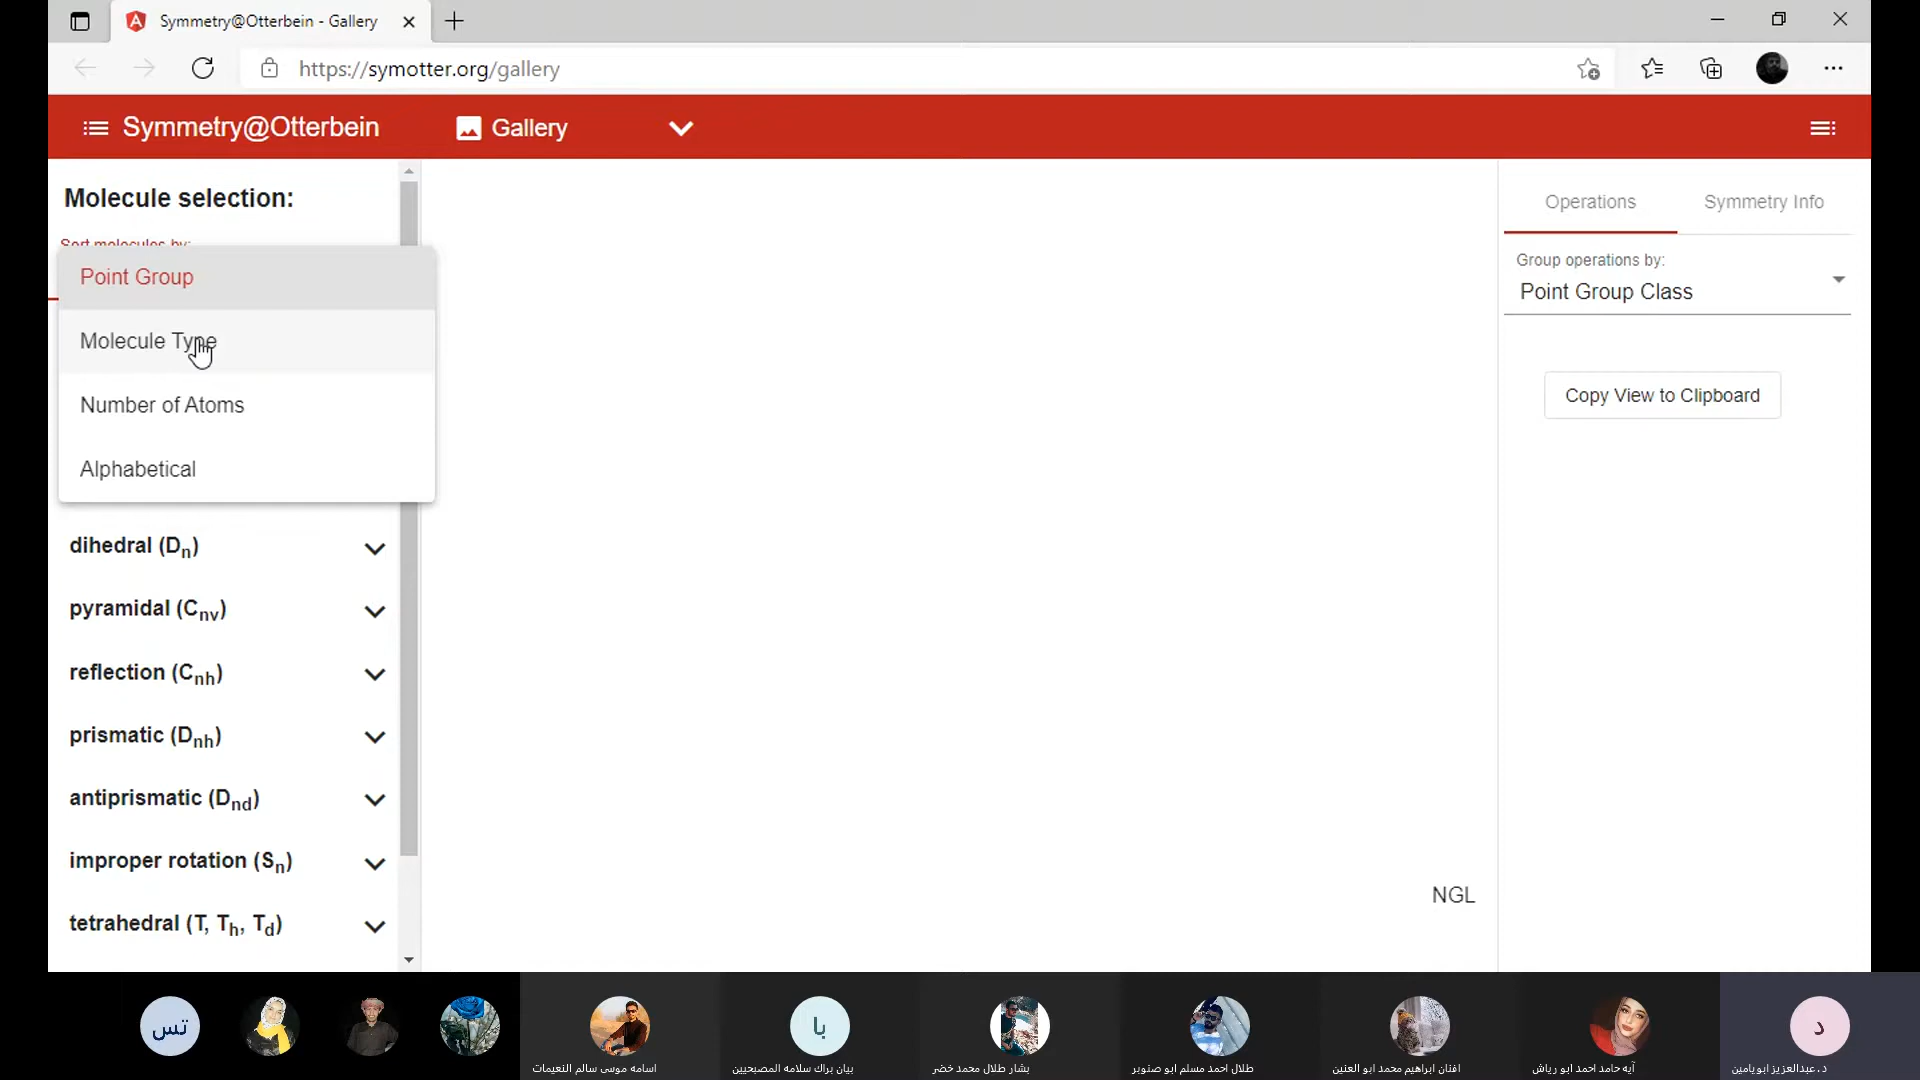 Symmetry@Otterbein - Gallery
https://symotter.org/gallery
Symmetry@Otterbein
Gallery
Molecule selection:
Sort molecules by:
Point Group
Molecule Type
Number of Atoms
Alphabetical
dihedral (Dn)
pyramidal (Cnv)
reflection (Cnh)
prismatic (Dnh)
antiprismatic (Dnd)
improper rotation (Sn)
tetrahedral (T, Th, Td)
NGL
Operations
Symmetry Info
Group operations by:
Point Group Class
Copy View to Clipboard
تس
با
د
اسامه موسى سالم النعيمات
بيان براك سلامه المصبحيين
بشار طلال محمد خضر
طلال احمد مسلم ابو صنوبر
افنان ابراهيم محمد ابو العنين
آيه حامد احمد ابو رياش
د.عبدالعزيز ابويامين